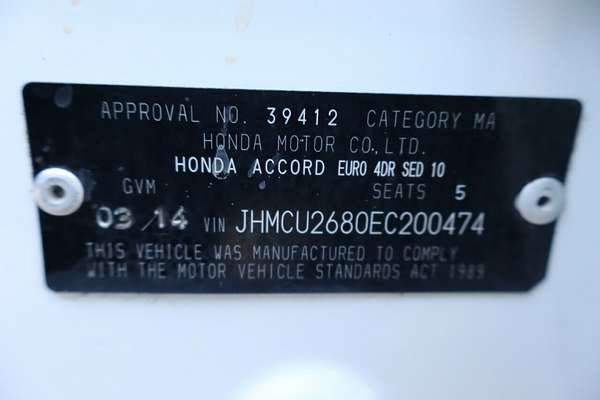 APPROVAL NO. 39412 CATEGORY MA
HONDA MOTOR CO., LTD.
HONDA ACCORD EURO 4DR SED 10
GVM SEATS 5
03/14 VIN JHMCU2680EC200474
THIS VEHICLE WAS MANUFACTURED TO COMPLY
WITH THE MOTOR VEHICLE STANDARDS ACT 1989